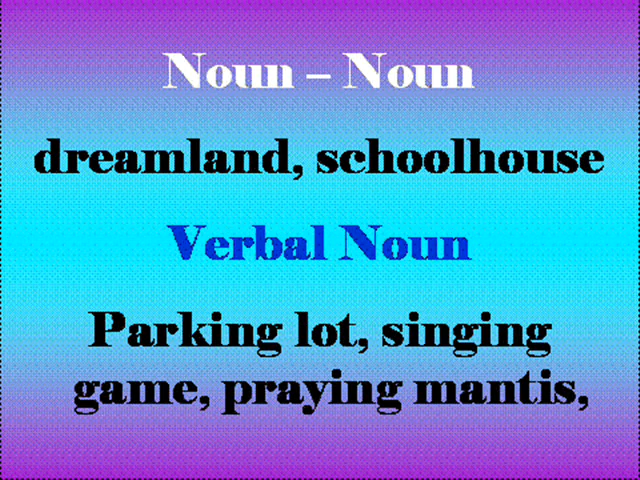 Noun – Noun
dreamland, schoolhouse
Verbal Noun
Parking lot, singing
game, praying mantis,